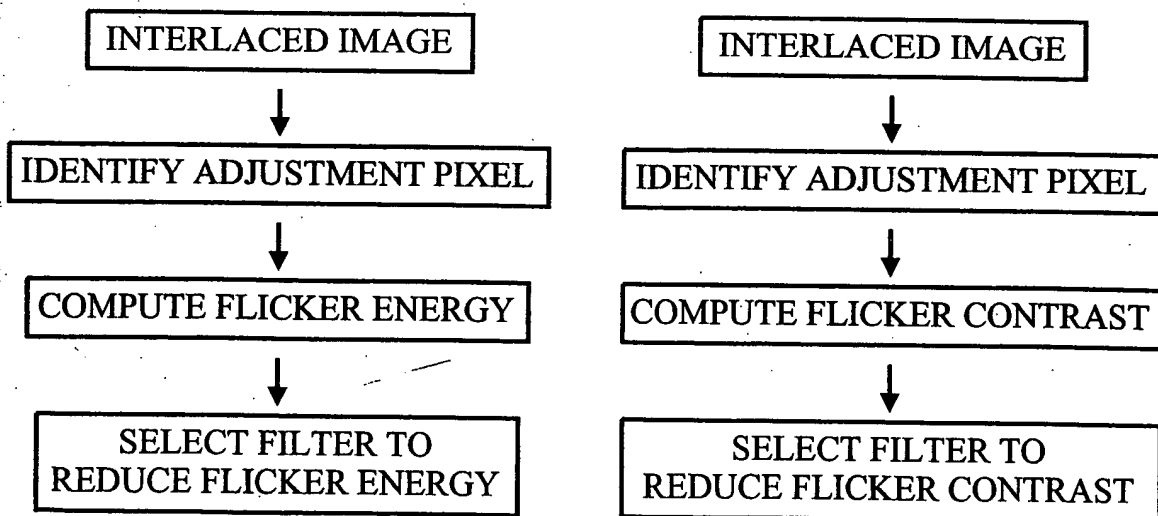 INTERLACED IMAGE
IDENTIFY ADJUSTMENT PIXEL
COMPUTE FLICKER ENERGY
SELECT FILTER TO
REDUCE FLICKER ENERGY
INTERLACED IMAGE
IDENTIFY ADJUSTMENT PIXEL
COMPUTE FLICKER CONTRAST
SELECT FILTER TO
REDUCE FLICKER CONTRAST